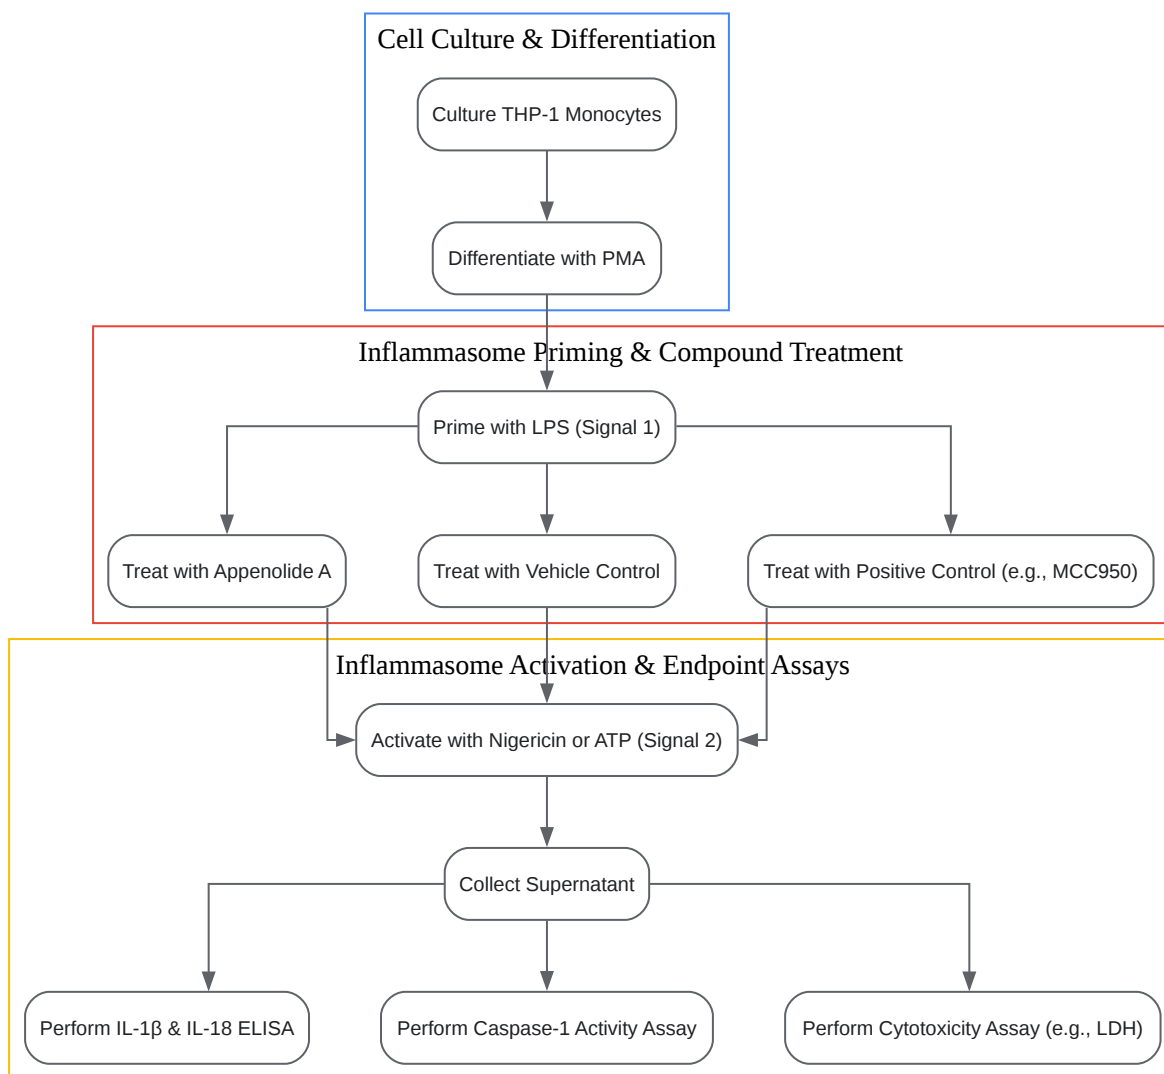 Cell Culture & Differentiation
Culture THP-1 Monocytes
Differentiate with PMA
Inflammasome Priming & Compound Treatment
Prime with LPS (Signal 1)
Treat with Appenolide A
Treat with Vehicle Control
Treat with Positive Control (e.g., MCC950)
Inflammasome Activation & Endpoint Assays
Activate with Nigericin or ATP (Signal 2)
Collect Supernatant
Perform IL-1β & IL-18 ELISA
Perform Caspase-1 Activity Assay
Perform Cytotoxicity Assay (e.g., LDH)